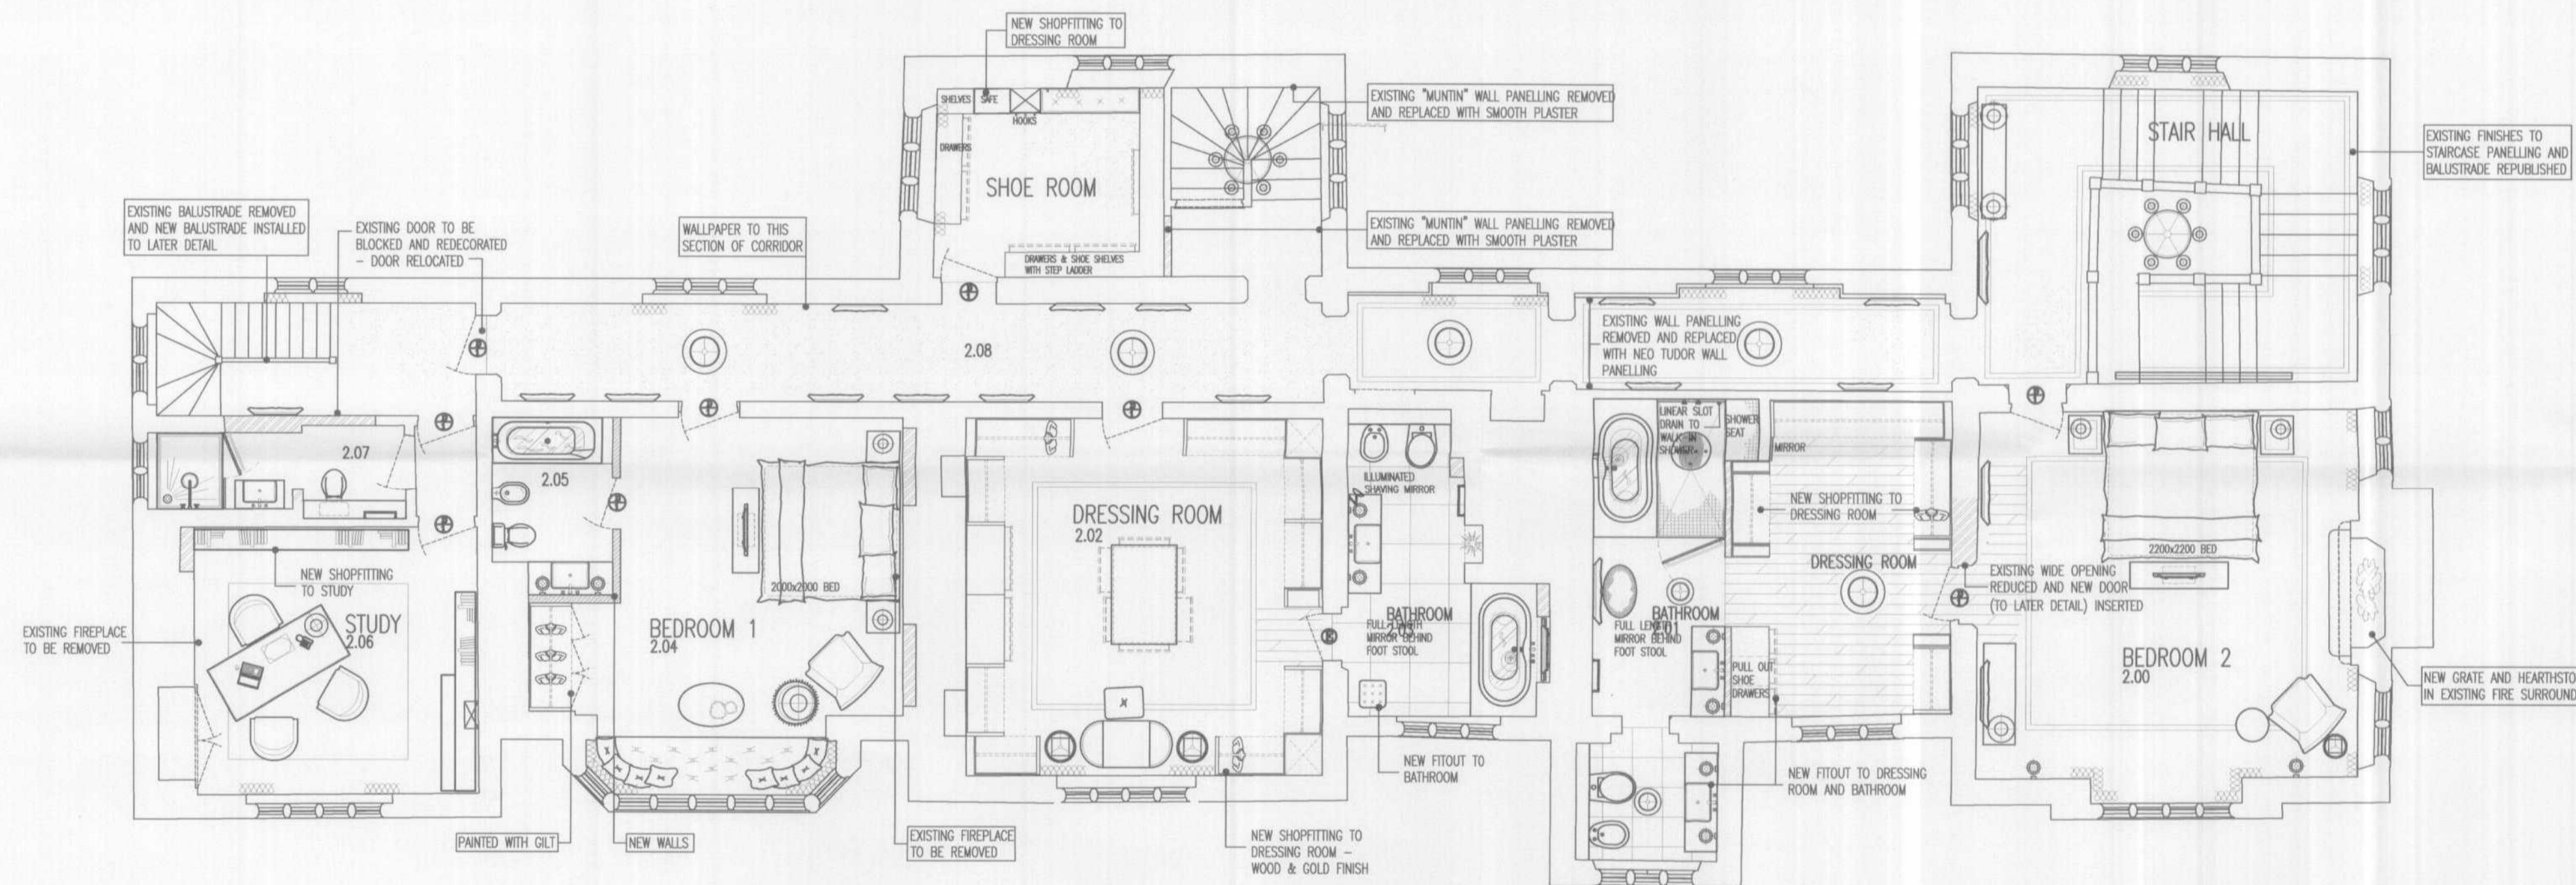 NEW SHOPFITTING TO
DRESSING ROOM
SHELVES
SAFE
HOOKS
DRAWERS
SHOE ROOM
DRAWERS & SHOE SHELVES
WITH STEP LADDER
EXISTING "MUNTIN" WALL PANELLING REMOVED
AND REPLACED WITH SMOOTH PLASTER
EXISTING "MUNTIN" WALL PANELLING REMOVED
AND REPLACED WITH SMOOTH PLASTER
STAIR HALL
EXISTING FINISHES TO
STAIRCASE PANELLING AND
BALUSTRADE REPUBLISHED
EXISTING BALUSTRADE REMOVED
AND NEW BALUSTRADE INSTALLED
TO LATER DETAIL
EXISTING DOOR TO BE
BLOCKED AND REDECORATED
- DOOR RELOCATED
WALLPAPER TO THIS
SECTION OF CORRIDOR
2.08
EXISTING WALL PANELLING
REMOVED AND REPLACED
WITH NEO TUDOR WALL
PANELLING
2.07
2.05
NEW SHOPFITTING
TO STUDY
STUDY
2.06
EXISTING FIREPLACE
TO BE REMOVED
2000x2000 BED
BEDROOM 1
2.04
DRESSING ROOM
2.02
ILLUMINATED
SHAVING MIRROR
BATHROOM
2.03
FULL LENGTH
MIRROR BEHIND
FOOT STOOL
LINEAR SLOT
DRAIN TO
WALK-IN
SHOWER
SHOWER
SEAT
MIRROR
NEW SHOPFITTING TO
DRESSING ROOM
DRESSING ROOM
BATHROOM
2.01
FULL LENGTH
MIRROR BEHIND
FOOT STOOL
PULL OUT
SHOE
DRAWERS
EXISTING WIDE OPENING
REDUCED AND NEW DOOR
(TO LATER DETAIL) INSERTED
2200x2200 BED
BEDROOM 2
2.00
NEW GRATE AND HEARTHSTO
IN EXISTING FIRE SURROUND
PAINTED WITH GILT
NEW WALLS
EXISTING FIREPLACE
TO BE REMOVED
NEW SHOPFITTING TO
DRESSING ROOM -
WOOD & GOLD FINISH
NEW FITOUT TO
BATHROOM
NEW FITOUT TO DRESSING
ROOM AND BATHROOM